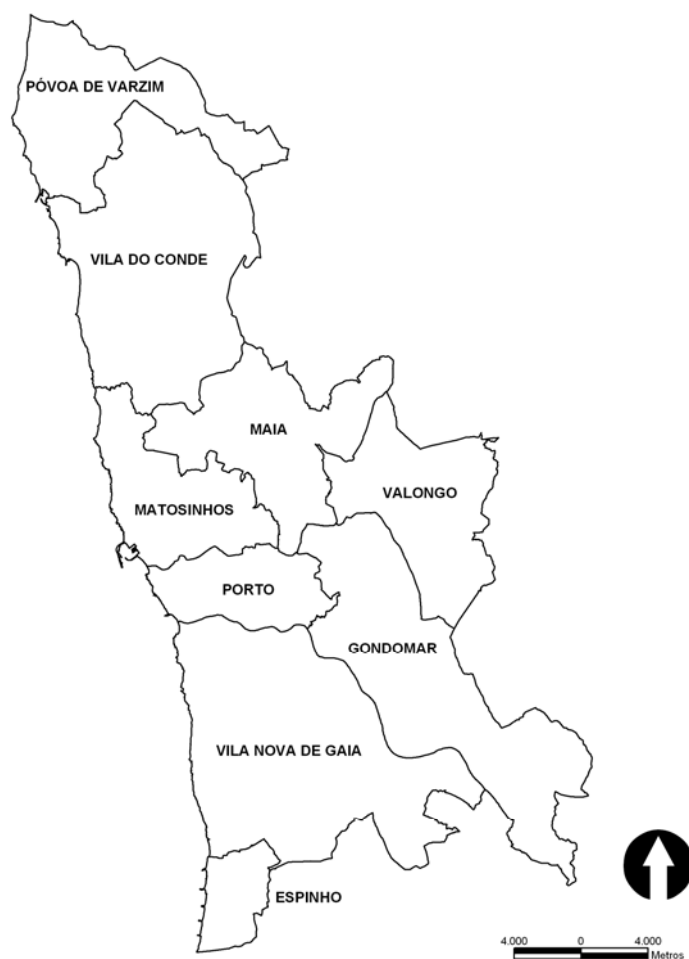 PÓVOA DE VARZIM
VILA DO CONDE
MAIA
VALONGO
MATOSINHOS
PORTO
GONDOMAR
VILA NOVA DE GAIA
ESPINHO
4.000 0 4.000
Metros